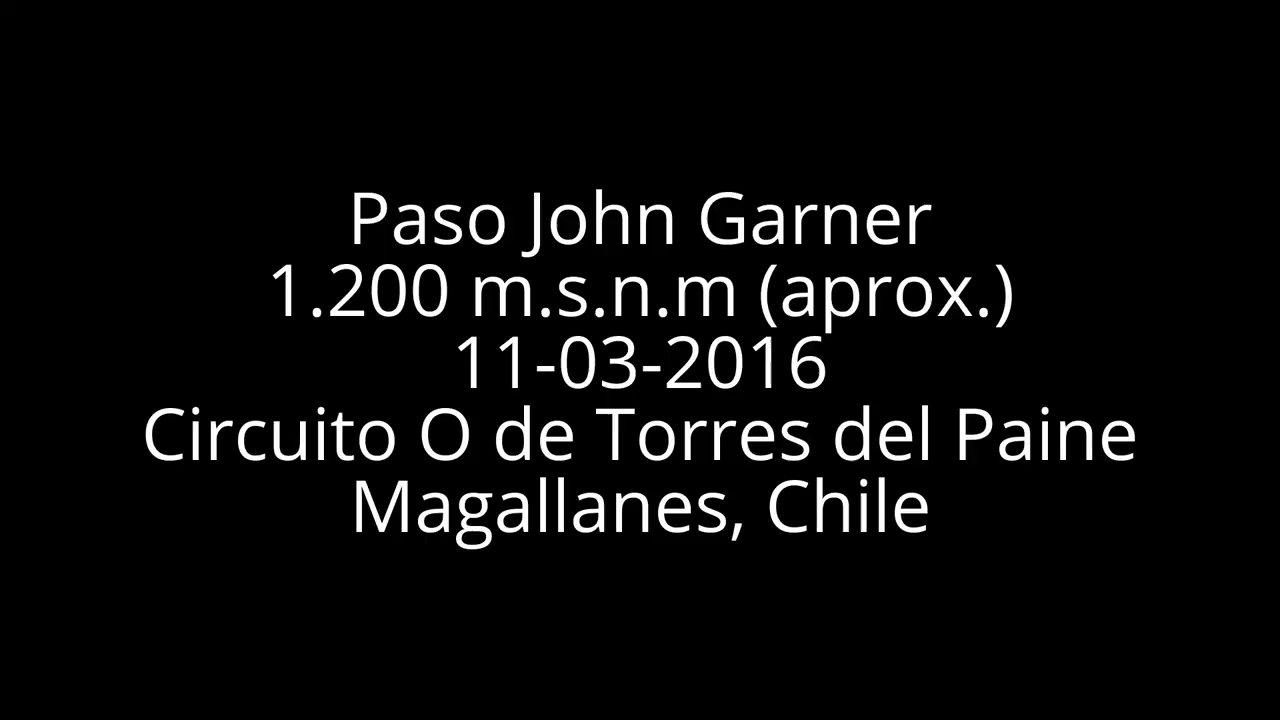 Paso John Garner
1.200 m.s.n.m (aprox.)
11-03-2016
Circuito O de Torres del Paine
Magallanes, Chile